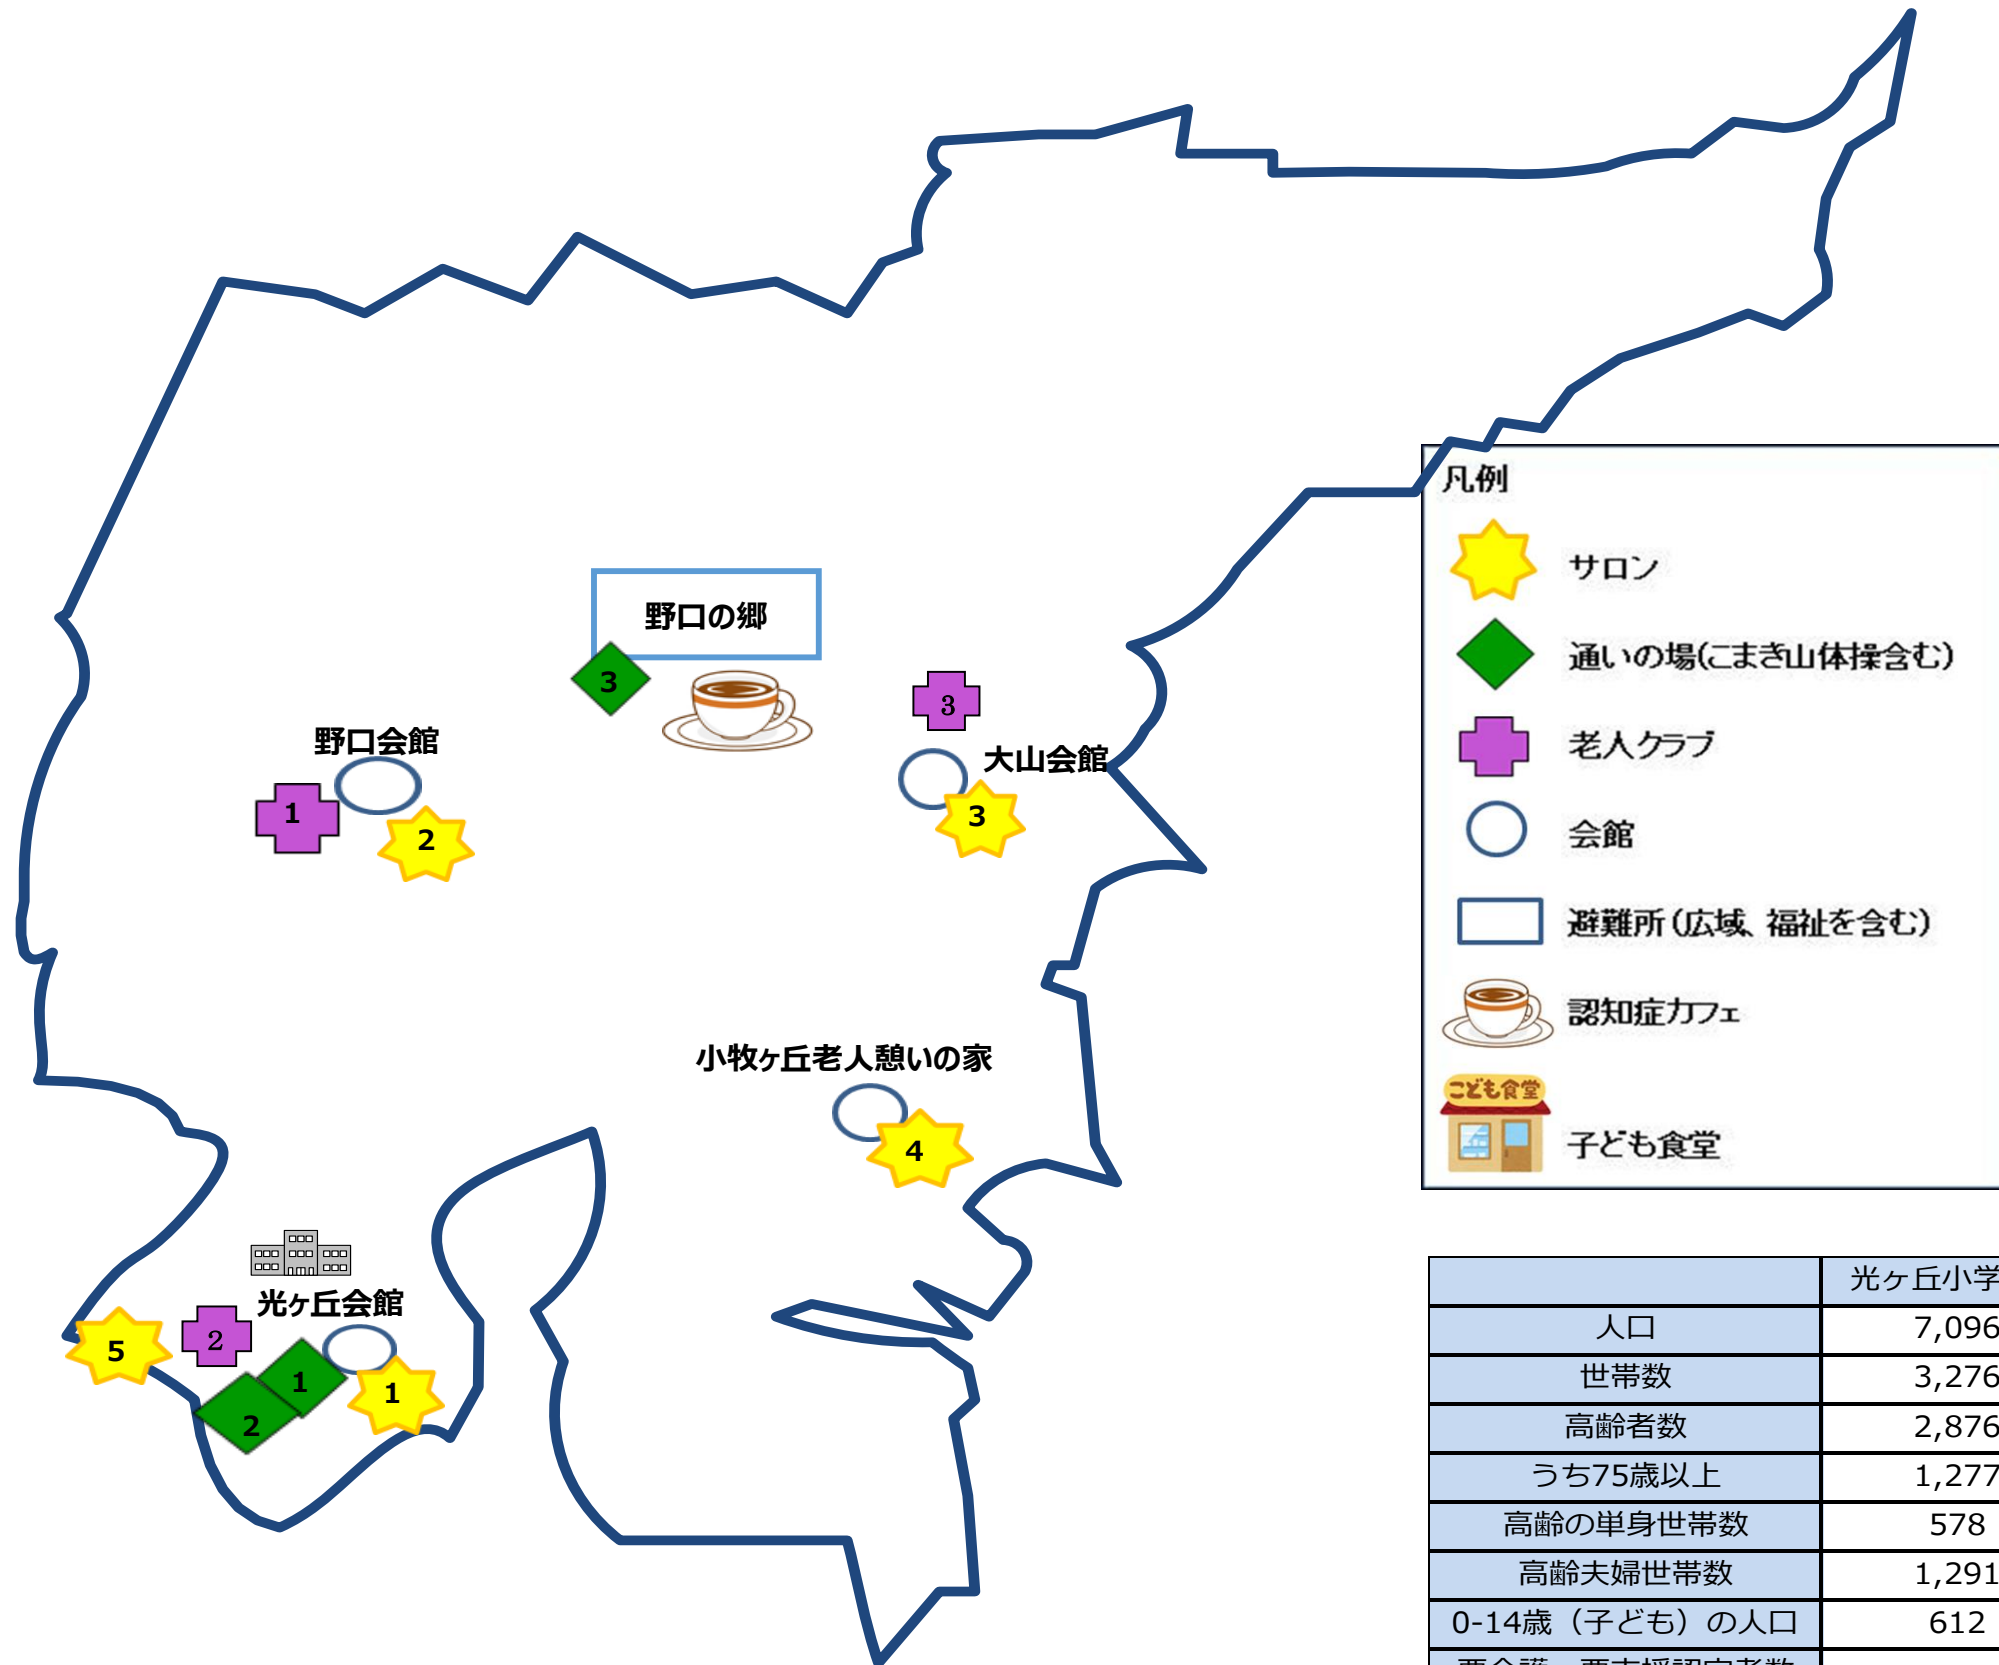 野口の郷
3
3
野口会館
大山会館
1
2
3
小牧ヶ丘老人憩いの家
4
光ヶ丘会館
5
2
1
2
1
凡例
サロン
通いの場(こまき山体操含む)
老人クラブ
会館
避難所(広域、福祉を含む)
認知症カフェ
こども食堂
子ども食堂
光ヶ丘小学
人口 7,096
世帯数 3,276
高齢者数 2,876
うち75歳以上 1,277
高齢の単身世帯数 578
高齢夫婦世帯数 1,291
0-14歳（子ども）の人口 612